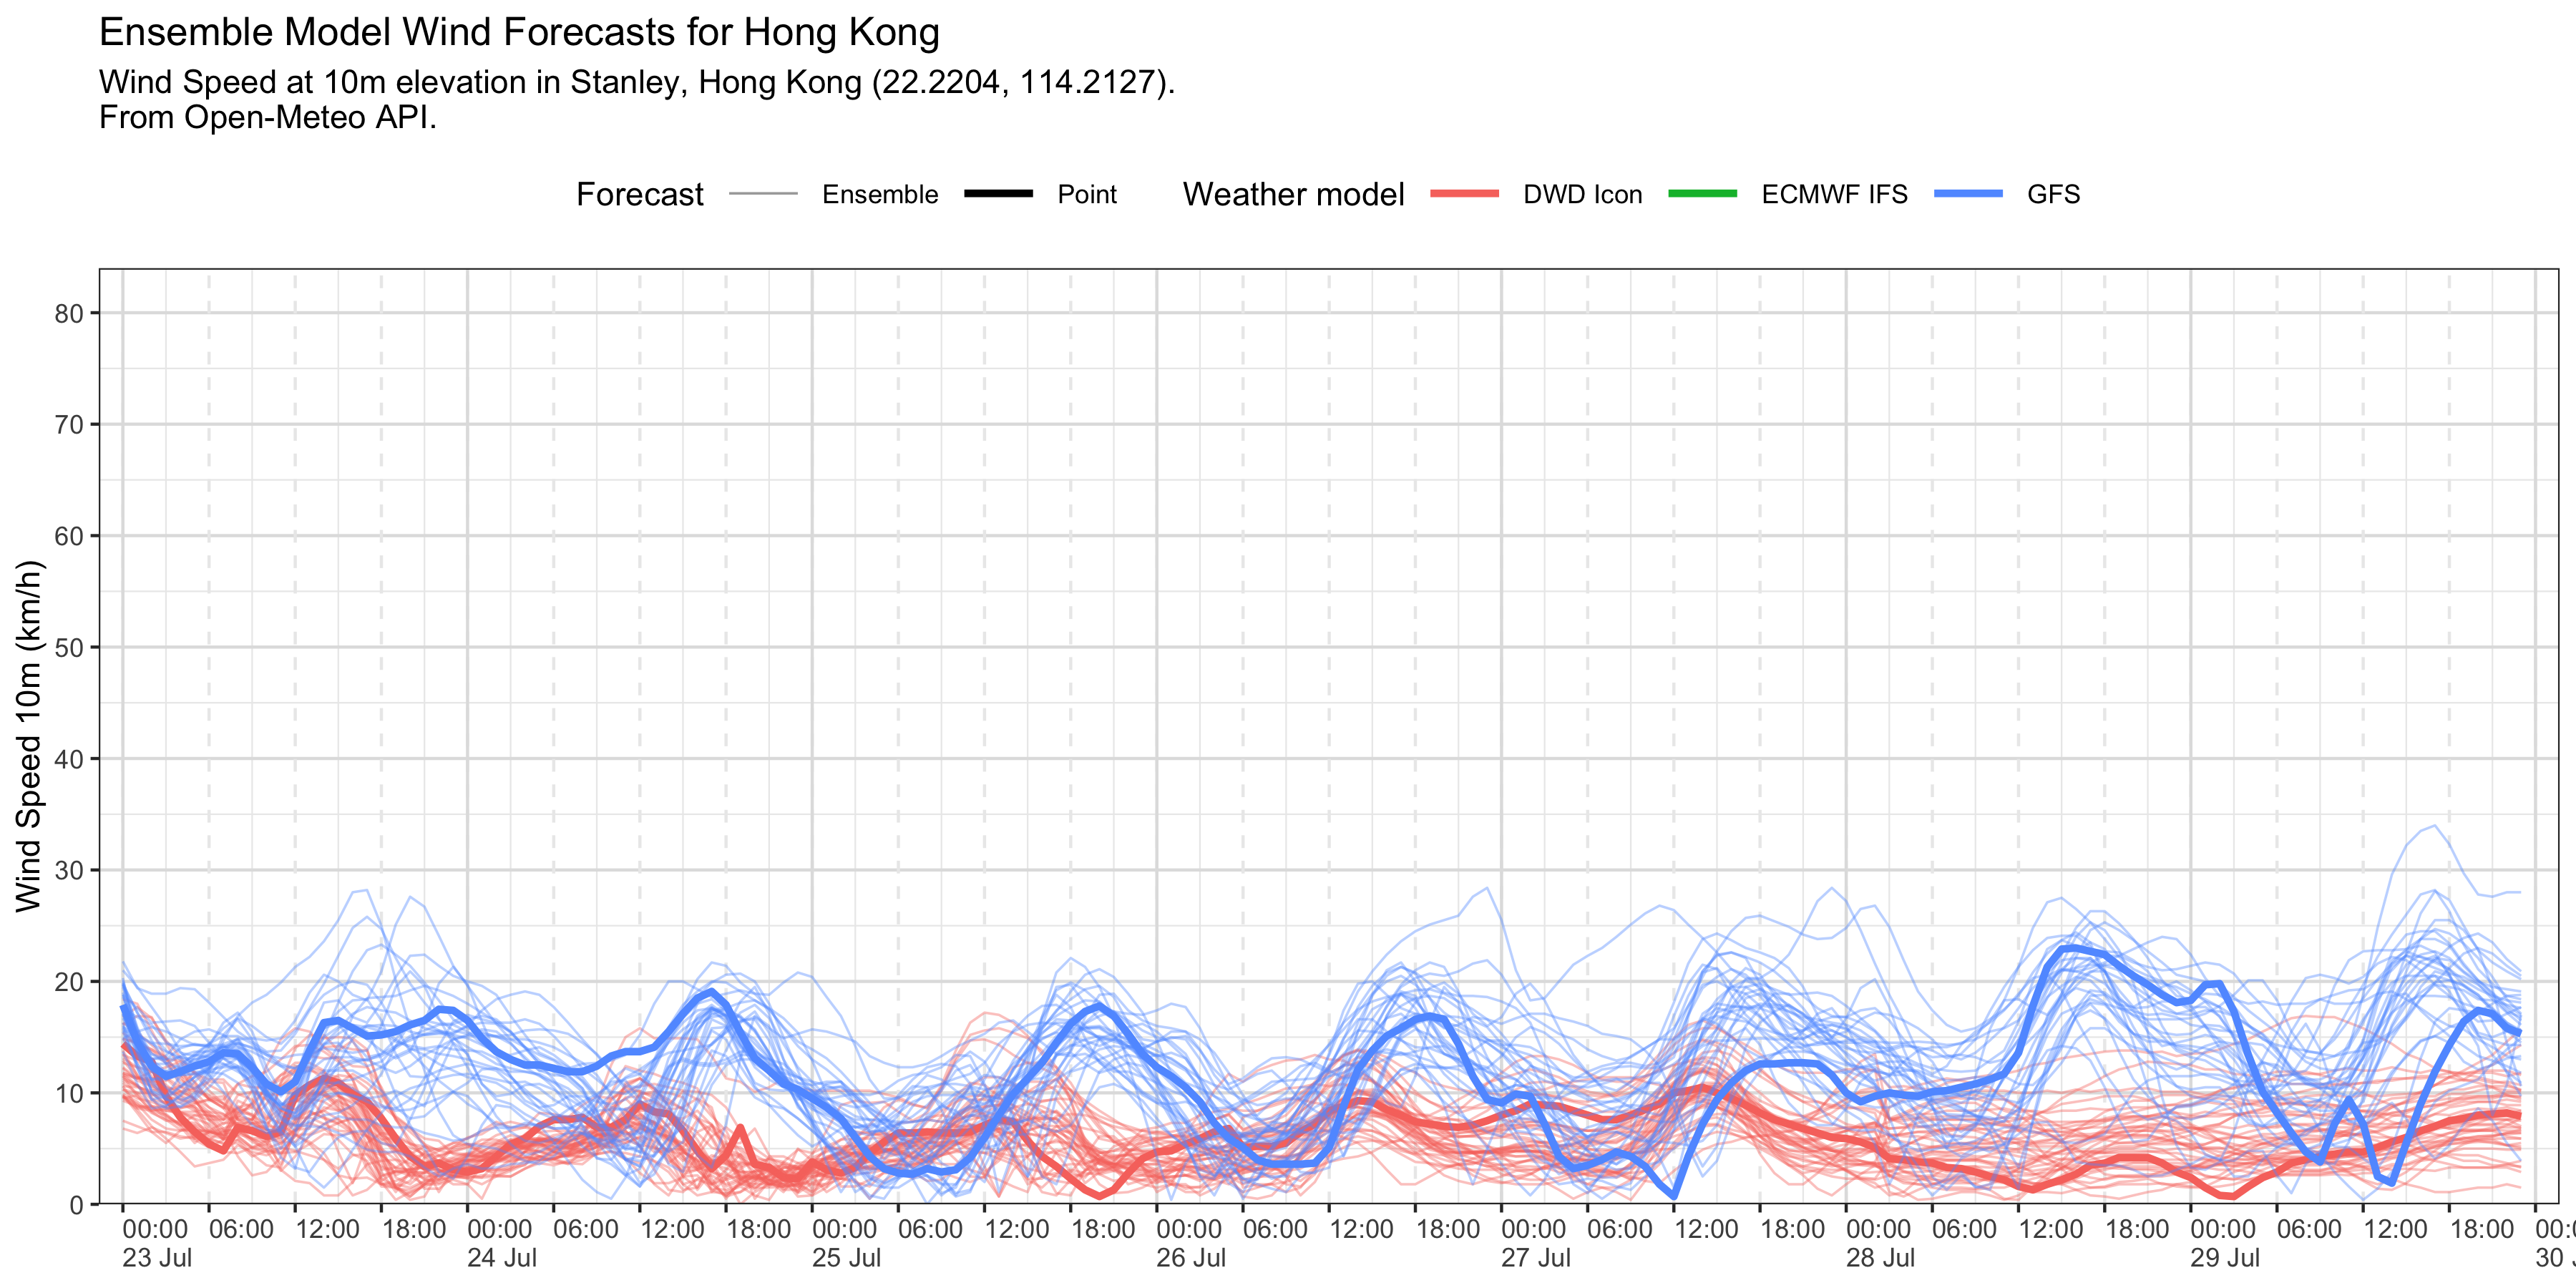 Ensemble Model Wind Forecasts for Hong Kong
Wind Speed at 10m elevation in Stanley, Hong Kong (22.2204, 114.2127).
From Open-Meteo API.
Forecast Ensemble Point Weather model DWD Icon ECMWF IFS GFS
Wind Speed 10m (km/h)
80
70
60
50
40
30
20
10
0
00:00 06:00 12:00 18:00 00:00 06:00 12:00 18:00 00:00 06:00 12:00 18:00 00:00 06:00 12:00 18:00 00:00 06:00 12:00 18:00 00:00 06:00 12:00 18:00 00:00 06:00 12:00 18:00
23 Jul 24 Jul 25 Jul 26 Jul 27 Jul 28 Jul 29 Jul 30